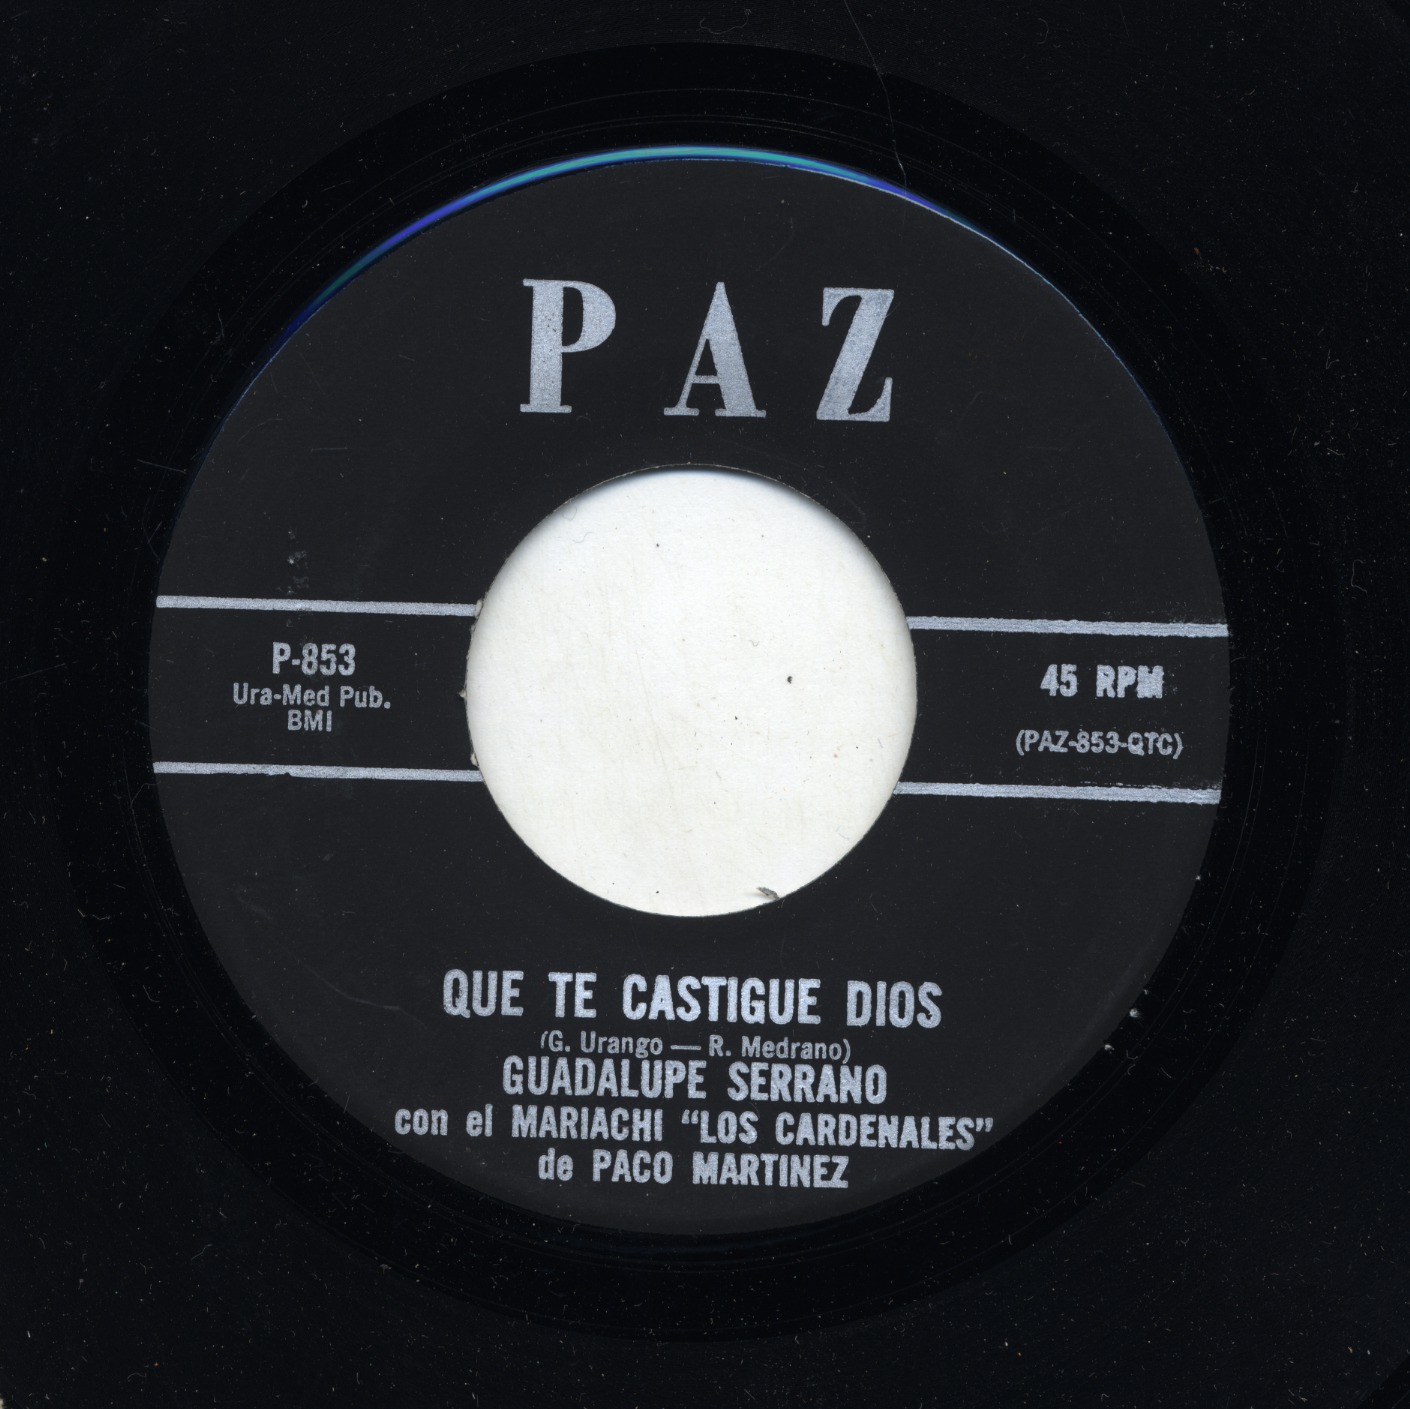 PAZ
P-853
Ura-Med Pub.
BMI
45 RPM
(PAZ-853-QTC)
QUE TE CASTIGUE DIOS
(G. Urango — R. Medrano)
GUADALUPE SERRANO
con el MARIACHI “LOS CARDENALES”
de PACO MARTINEZ